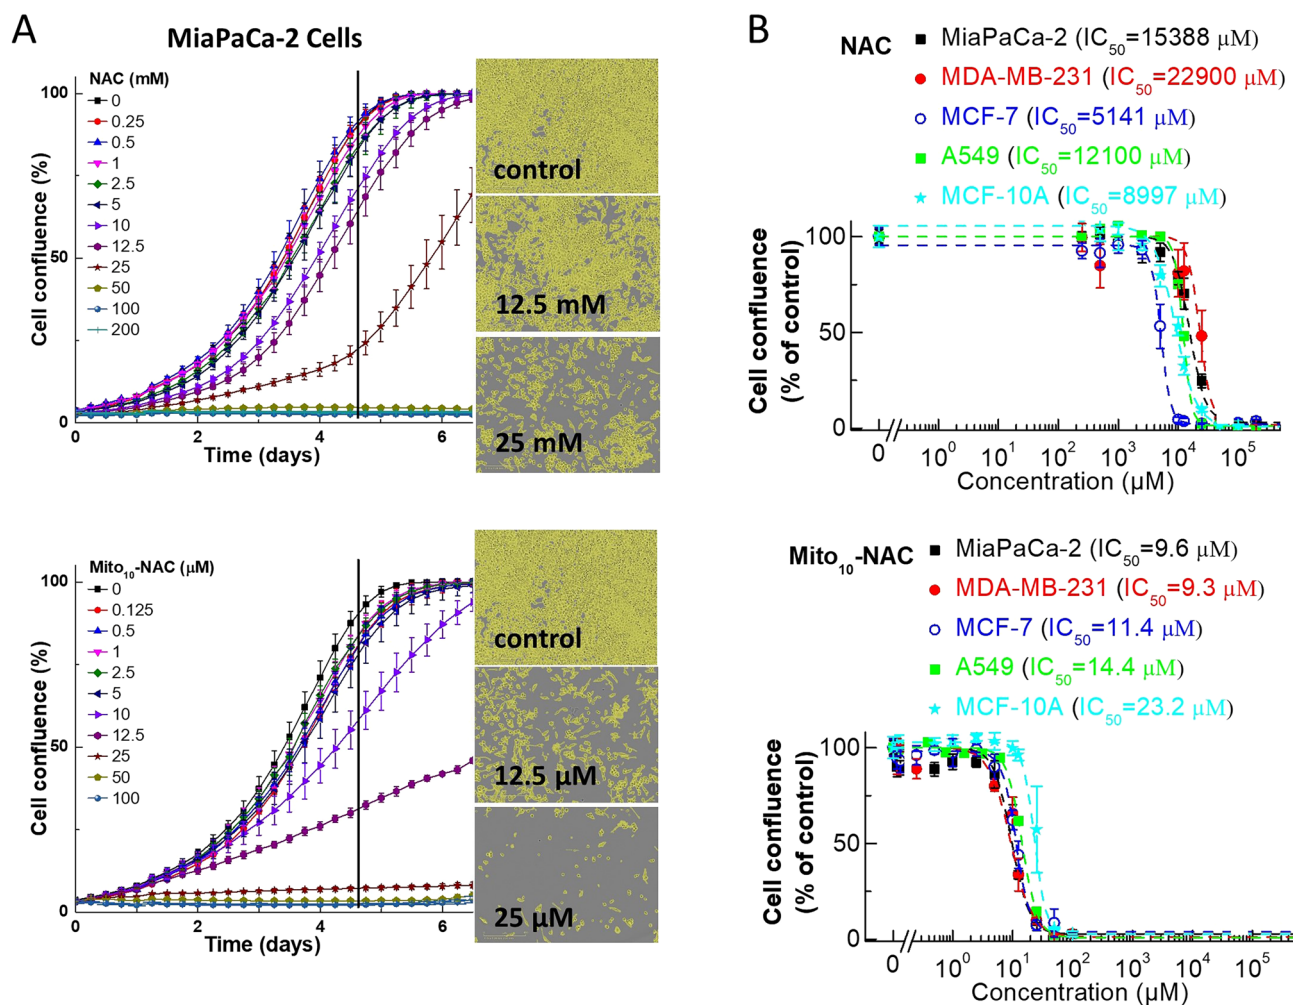 A
MiaPaCa-2 Cells
NAC (mM)
0
0.25
0.5
1
2.5
5
10
12.5
25
50
100
200
Cell confluence (%)
100
50
0
0
2
4
6
Time (days)
control
12.5 mM
25 mM
Mito10-NAC (μM)
0
0.125
0.5
1
2.5
5
10
12.5
25
50
100
Cell confluence (%)
100
50
0
0
2
4
6
Time (days)
control
12.5 μM
25 μM
B
NAC
MiaPaCa-2 (IC50=15388 μM)
MDA-MB-231 (IC50=22900 μM)
MCF-7 (IC50=5141 μM)
A549 (IC50=12100 μM)
MCF-10A (IC50=8997 μM)
Cell confluence
(% of control)
100
50
0
0
10^0
10^1
10^2
10^3
10^4
10^5
Concentration (μM)
Mito10-NAC
MiaPaCa-2 (IC50=9.6 μM)
MDA-MB-231 (IC50=9.3 μM)
MCF-7 (IC50=11.4 μM)
A549 (IC50=14.4 μM)
MCF-10A (IC50=23.2 μM)
Cell confluence
(% of control)
100
50
0
0
10^0
10^1
10^2
10^3
10^4
10^5
Concentration (μM)